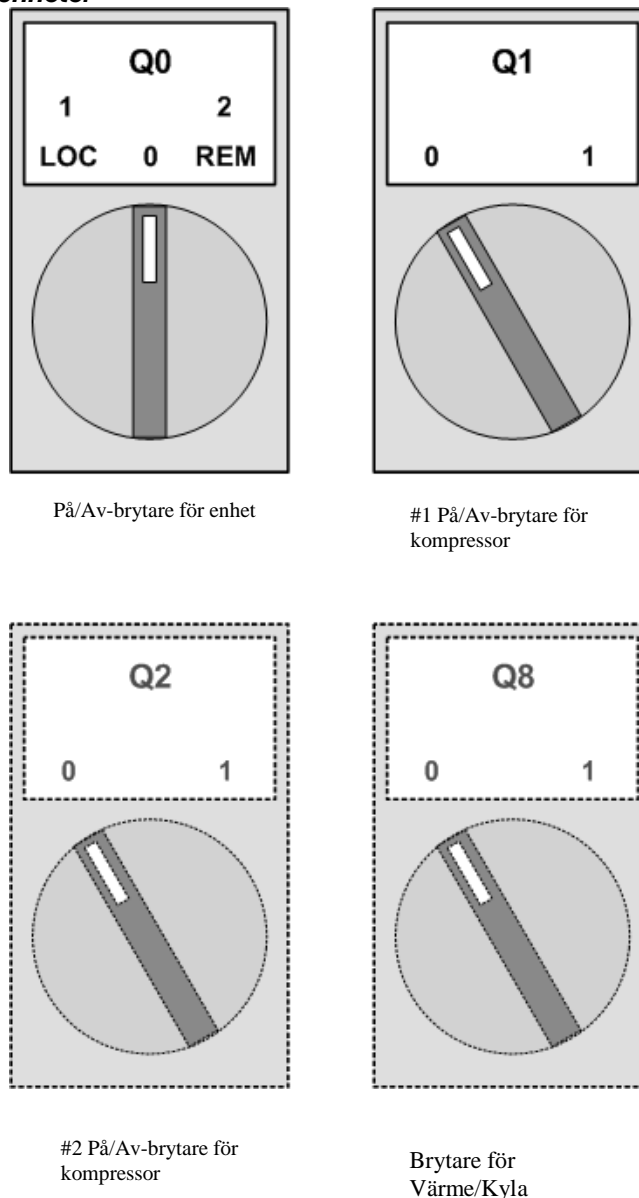 Q0
1 2
LOC 0 REM
Q1
0 1
På/Av-brytare för enhet
#1 På/Av-brytare för
kompressor
Q2
0 1
Q8
0 1
#2 På/Av-brytare för
kompressor
Brytare för
Värme/Kyla